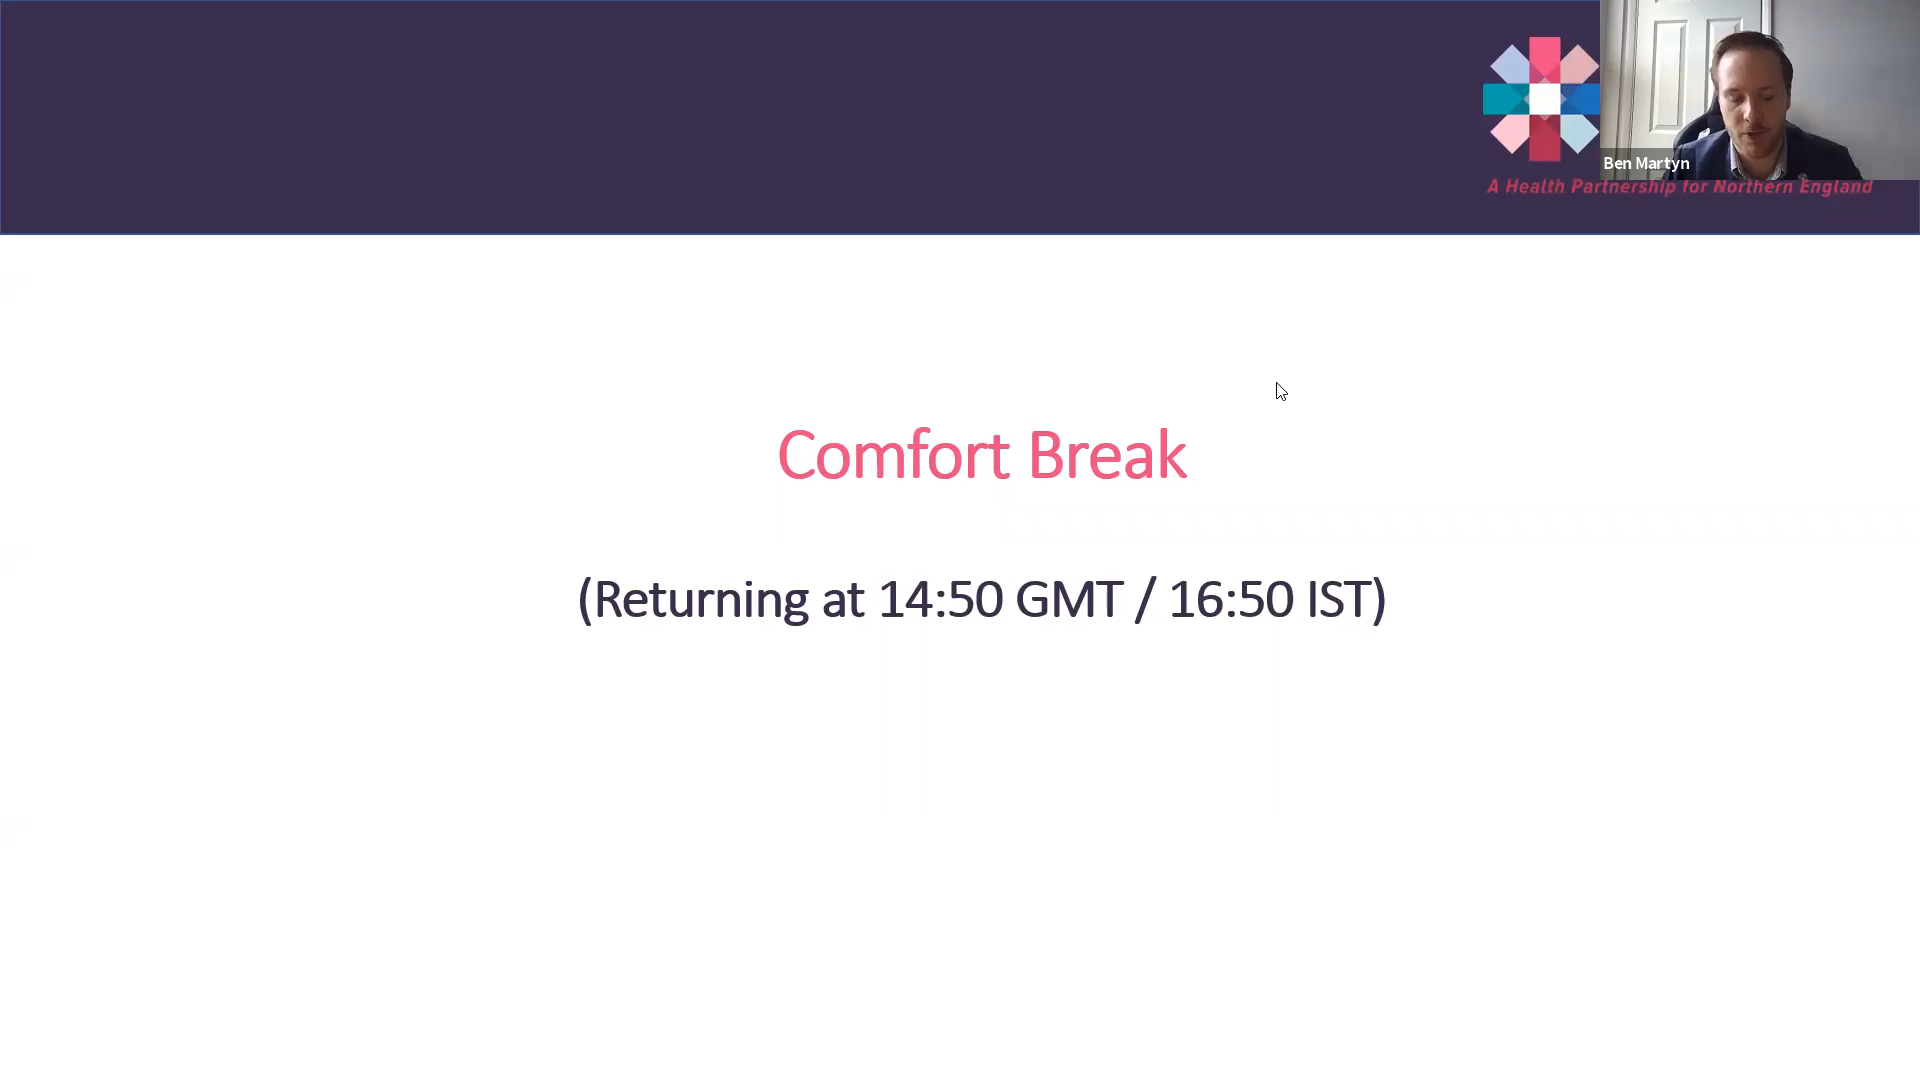 Ben Martyn
A Health Partnership for Northern England
Comfort Break
(Returning at 14:50 GMT / 16:50 IST)